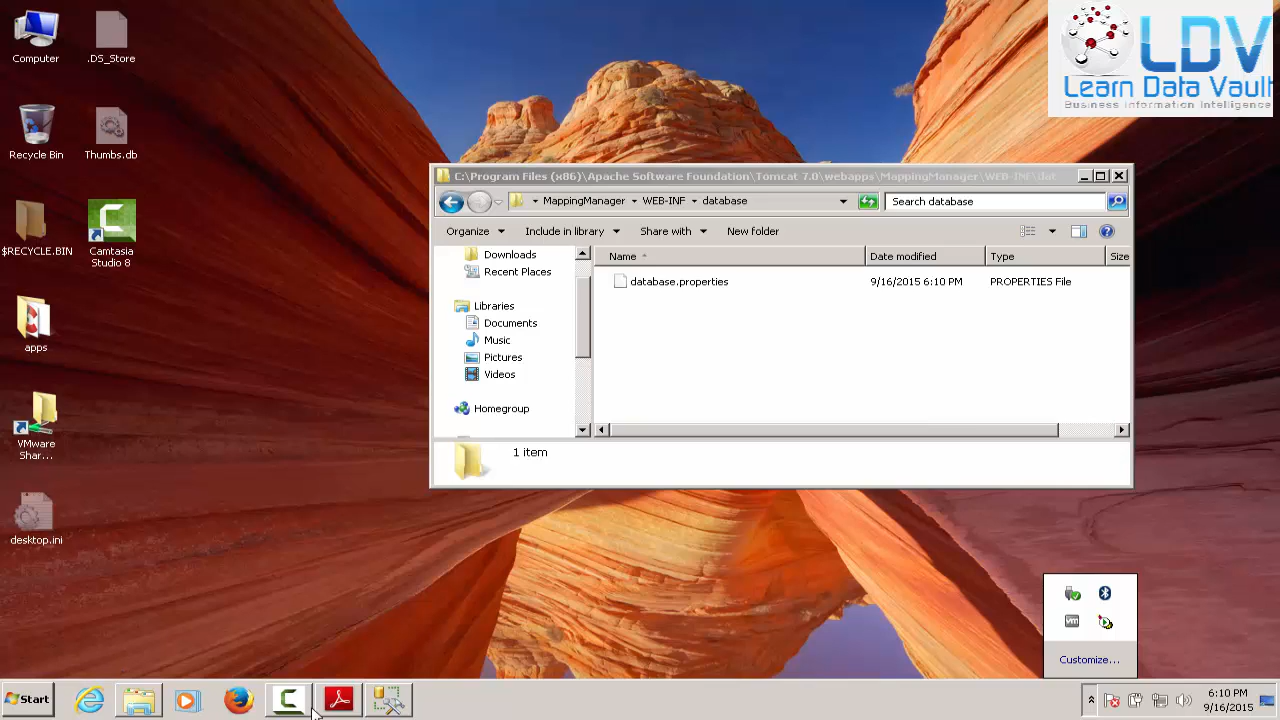 Computer
.DS_Store
Recycle Bin
Thumbs.db
$RECYCLE.BIN
Camtasia
Studio 8
apps
VMware
Shar...
desktop.ini
LDV
Learn Data Vault
Business Information Intelligence
C:\Program Files (x86)\Apache Software Foundation\Tomcat 7.0\webapps\MappingManager\WEB-INF\dat
MappingManager
WEB-INF
database
Search database
Organize
Include in library
Share with
New folder
Downloads
Recent Places
Libraries
Documents
Music
Pictures
Videos
Homegroup
Name
Date modified
Type
Size
database.properties
9/16/2015 6:10 PM
PROPERTIES File
1 item
vm
Customize...
Start
6:10 PM
9/16/2015